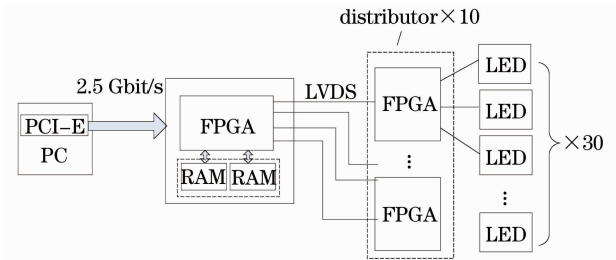 distributor×10
2.5 Gbit/s
PCI-E
PC
FPGA
RAM
RAM
LVDS
FPGA
⋮
FPGA
LED
LED
LED
⋮
LED
×30